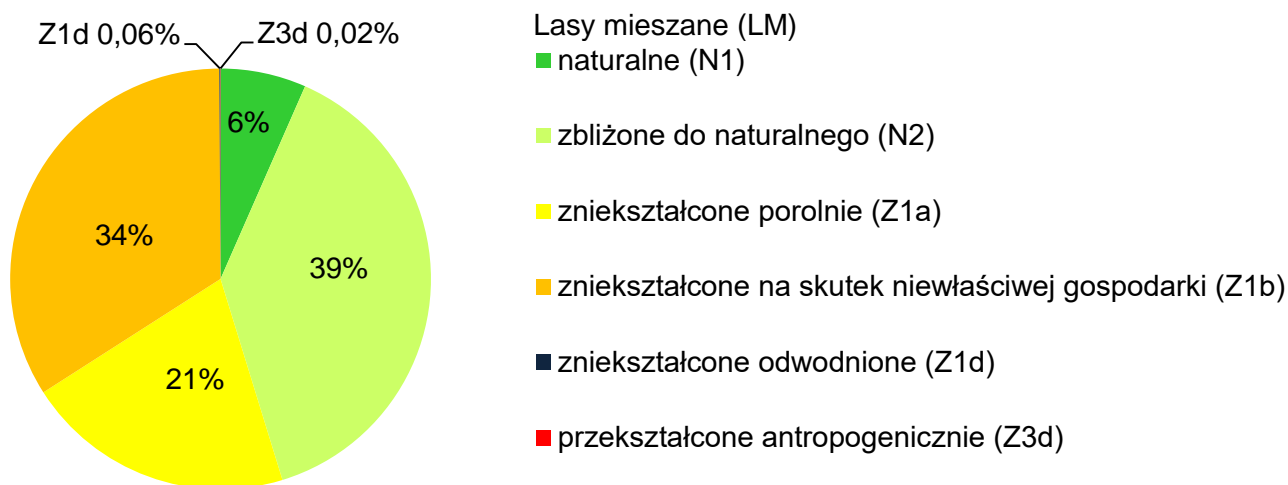 Z1d 0,06%
Z3d 0,02%
6%
34%
39%
21%
Lasy mieszane (LM)
naturalne (N1)
zbliżone do naturalnego (N2)
zniekształcone porolnie (Z1a)
zniekształcone na skutek niewłaściwej gospodarki (Z1b)
zniekształcone odwodnione (Z1d)
przekształcone antropogenicznie (Z3d)